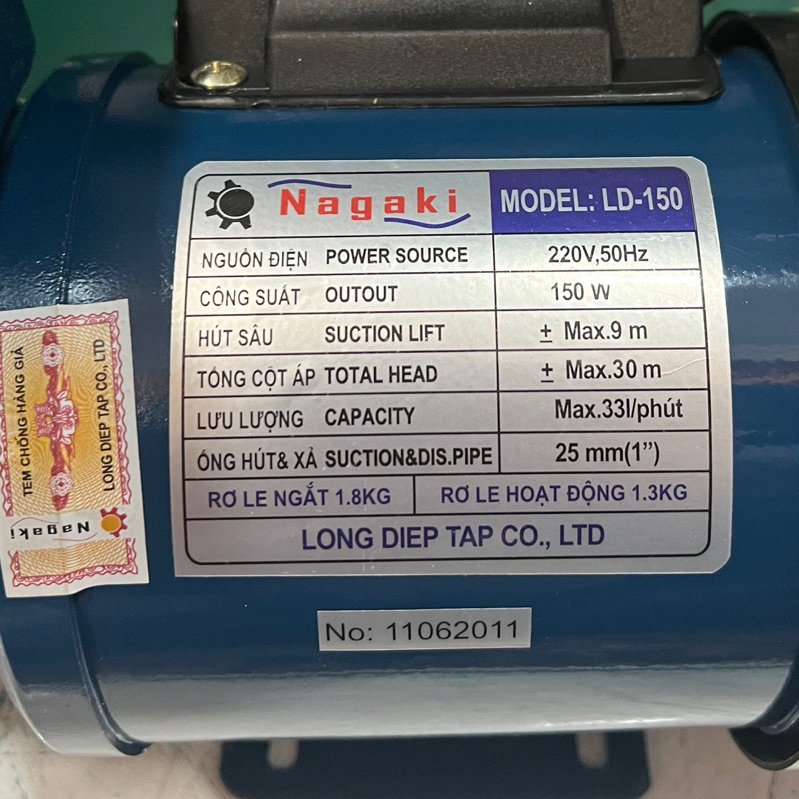 Nagaki MODEL: LD-150
NGUỒN ĐIỆN POWER SOURCE 220V,50Hz
CÔNG SUẤT OUTOUT 150 W
HÚT SÂU SUCTION LIFT ± Max.9 m
TỔNG CỘT ÁP TOTAL HEAD ± Max.30 m
LƯU LƯỢNG CAPACITY Max.33l/phút
ỐNG HÚT& XẢ SUCTION&DIS.PIPE 25 mm(1”)
RƠ LE NGẮT 1.8KG RƠ LE HOẠT ĐỘNG 1.3KG
LONG DIEP TAP CO., LTD
No: 11062011
TEM CHỐNG HÀNG GIẢ
LONG DIEP TAP CO., LTD
Nagaki